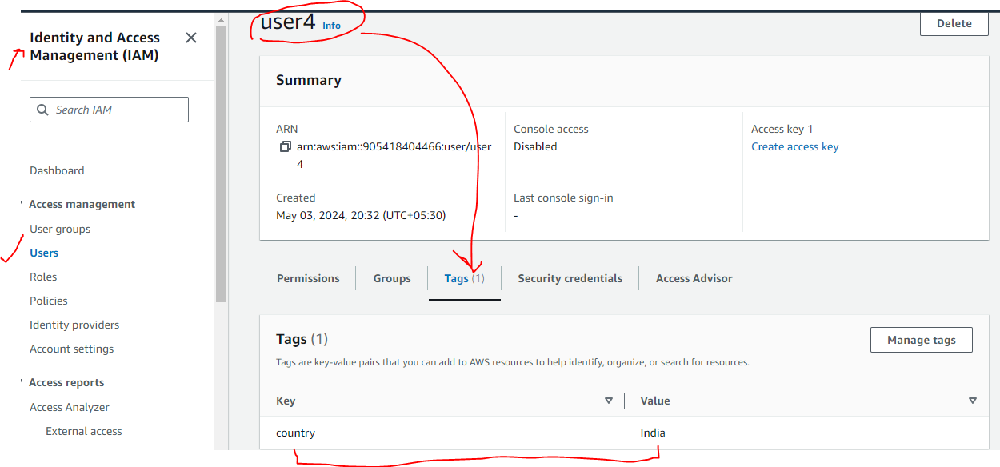 Identity and Access
Management (IAM)
Search IAM
Dashboard
Access management
User groups
Users
Roles
Policies
Identity providers
Account settings
Access reports
Access Analyzer
External access
user4 Info
Delete
Summary
ARN
arn:aws:iam::905418404466:user/user
4
Console access
Disabled
Access key 1
Create access key
Created
May 03, 2024, 20:32 (UTC+05:30)
Last console sign-in
-
Permissions
Groups
Tags (1)
Security credentials
Access Advisor
Tags (1)
Manage tags
Tags are key-value pairs that you can add to AWS resources to help identify, organize, or search for resources.
Key
Value
country
India